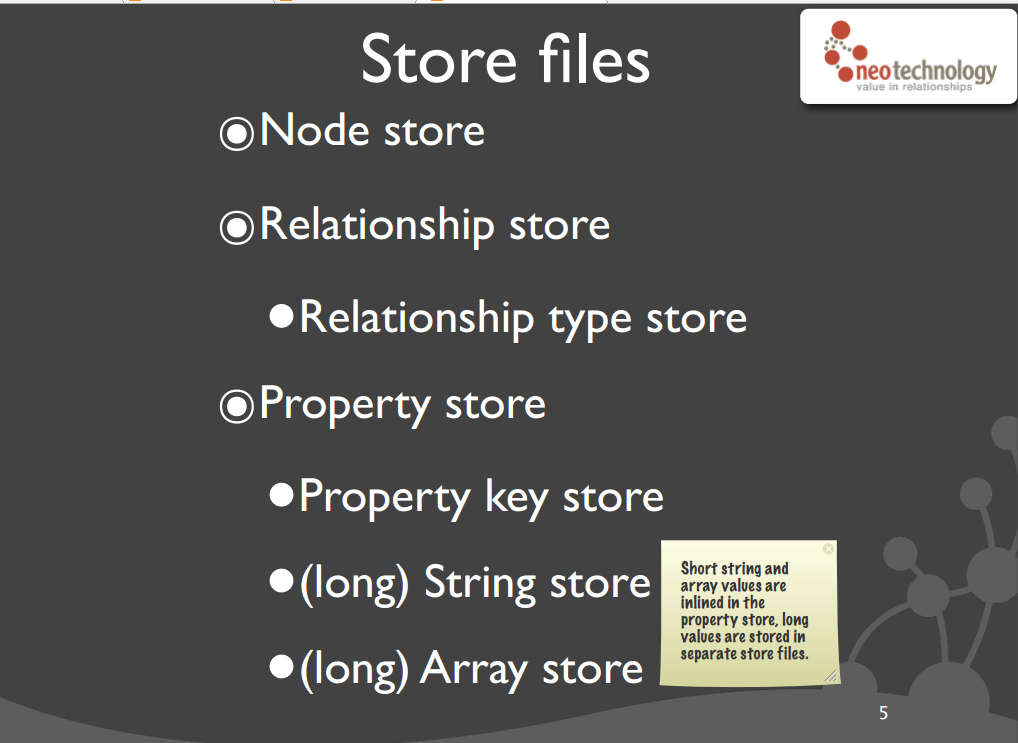 Store files
neotechnology
value in relationships
Node store
Relationship store
Relationship type store
Property store
Property key store
(long) String store
(long) Array store
Short string and
array values are
inlined in the
property store, long
values are stored in
separate store files.
5